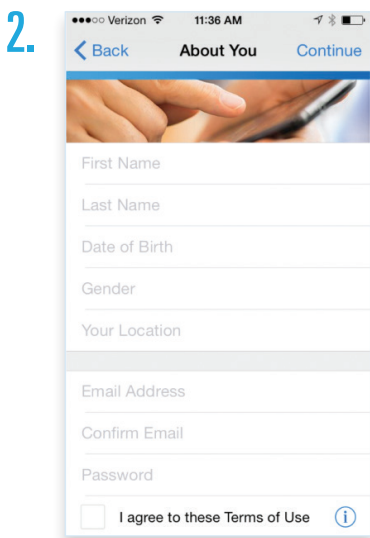 2.
●●●○○ Verizon 11:36 AM
Back About You Continue
First Name
Last Name
Date of Birth
Gender
Your Location
Email Address
Confirm Email
Password
I agree to these Terms of Use i